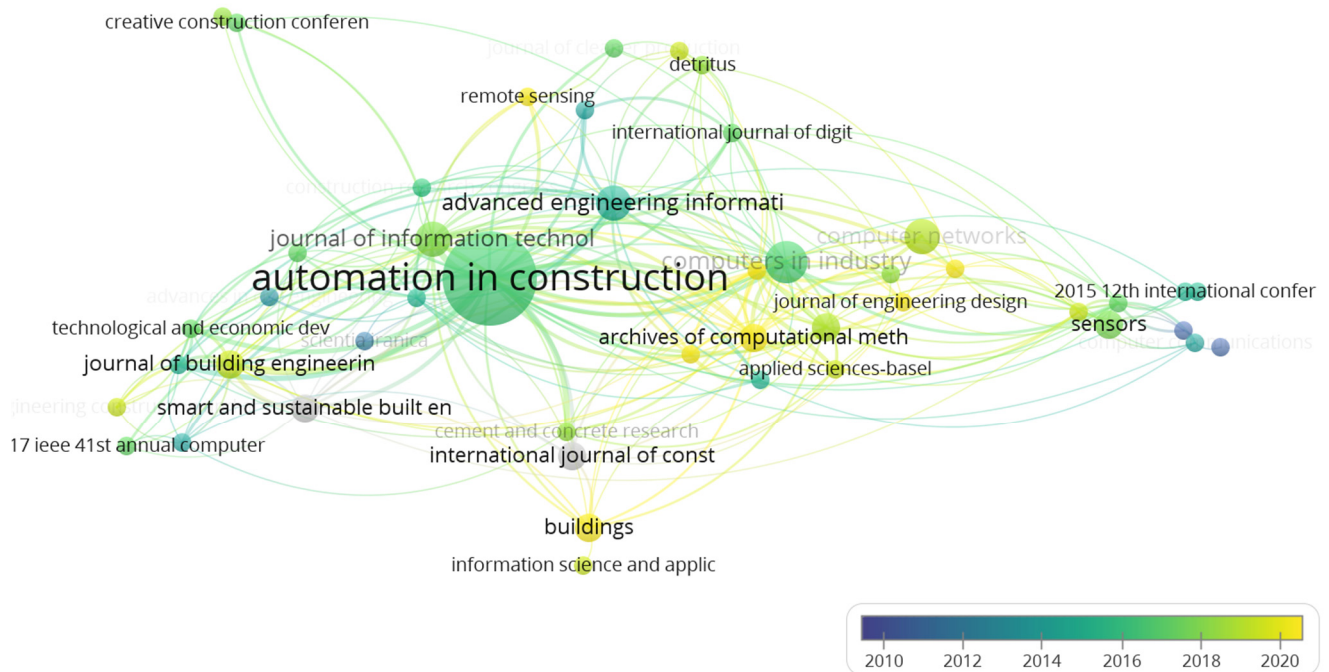 creative construction conferen
journal of cleaner production
detritus
remote sensing
international journal of digit
advanced engineering informati
journal of information technol
computer networks
computers in industry
automation in construction
2015 12th international confer
journal of engineering design
sensors
technological and economic dev
scientia iranica
archives of computational meth
computer communications
journal of building engineerin
applied sciences-basel
smart and sustainable built en
cement and concrete research
17 ieee 41st annual computer
international journal of const
buildings
information science and applic
2010 2012 2014 2016 2018 2020